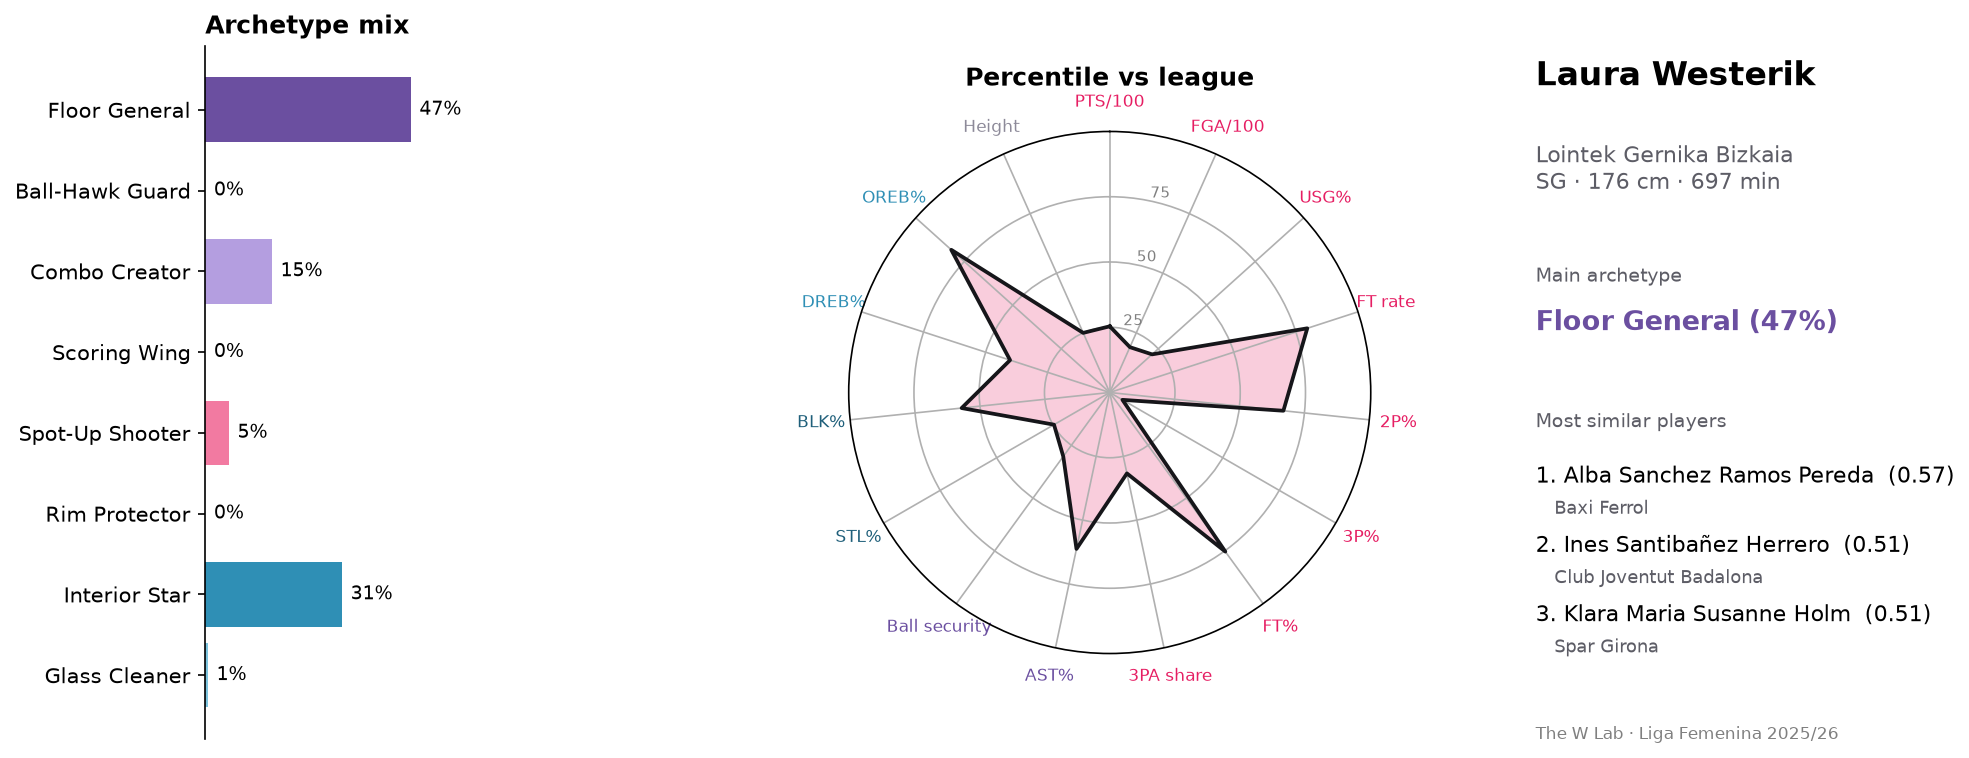 Archetype mix
Floor General
47%
Ball-Hawk Guard
0%
Combo Creator
15%
Scoring Wing
0%
Spot-Up Shooter
5%
Rim Protector
0%
Interior Star
31%
Glass Cleaner
1%
Percentile vs league
PTS/100
FGA/100
USG%
FT rate
2P%
3P%
FT%
3PA share
AST%
Ball security
STL%
BLK%
DREB%
OREB%
Height
75
50
25
Laura Westerik
Lointek Gernika Bizkaia
SG · 176 cm · 697 min
Main archetype
Floor General (47%)
Most similar players
1. Alba Sanchez Ramos Pereda (0.57)
Baxi Ferrol
2. Ines Santibañez Herrero (0.51)
Club Joventut Badalona
3. Klara Maria Susanne Holm (0.51)
Spar Girona
The W Lab · Liga Femenina 2025/26